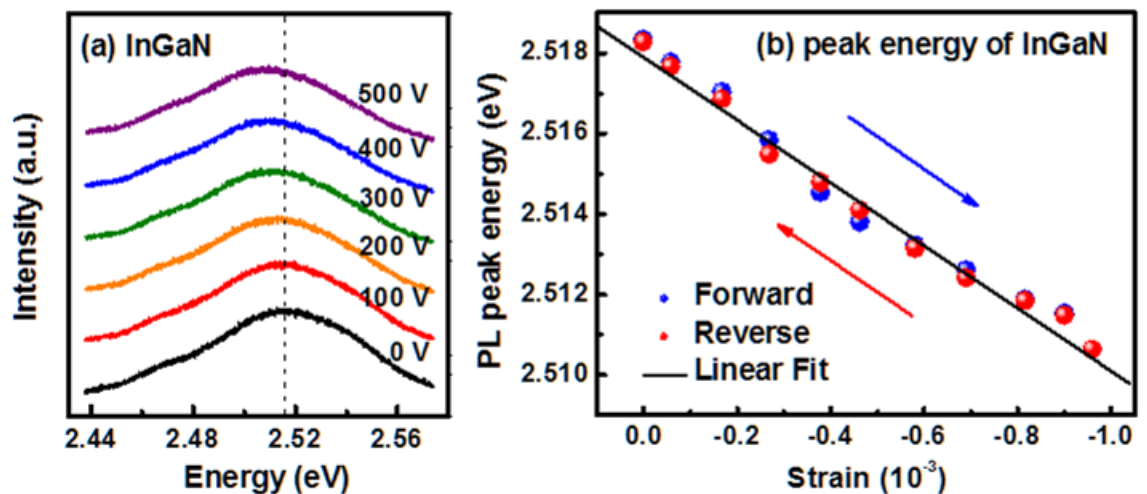 (a) InGaN
500 V
400 V
300 V
200 V
100 V
0 V
Intensity (a.u.)
2.44 2.48 2.52 2.56
Energy (eV)
(b) peak energy of InGaN
2.518
2.516
2.514
2.512
2.510
PL peak energy (eV)
Forward
Reverse
Linear Fit
0.0 -0.2 -0.4 -0.6 -0.8 -1.0
Strain (10⁻³)